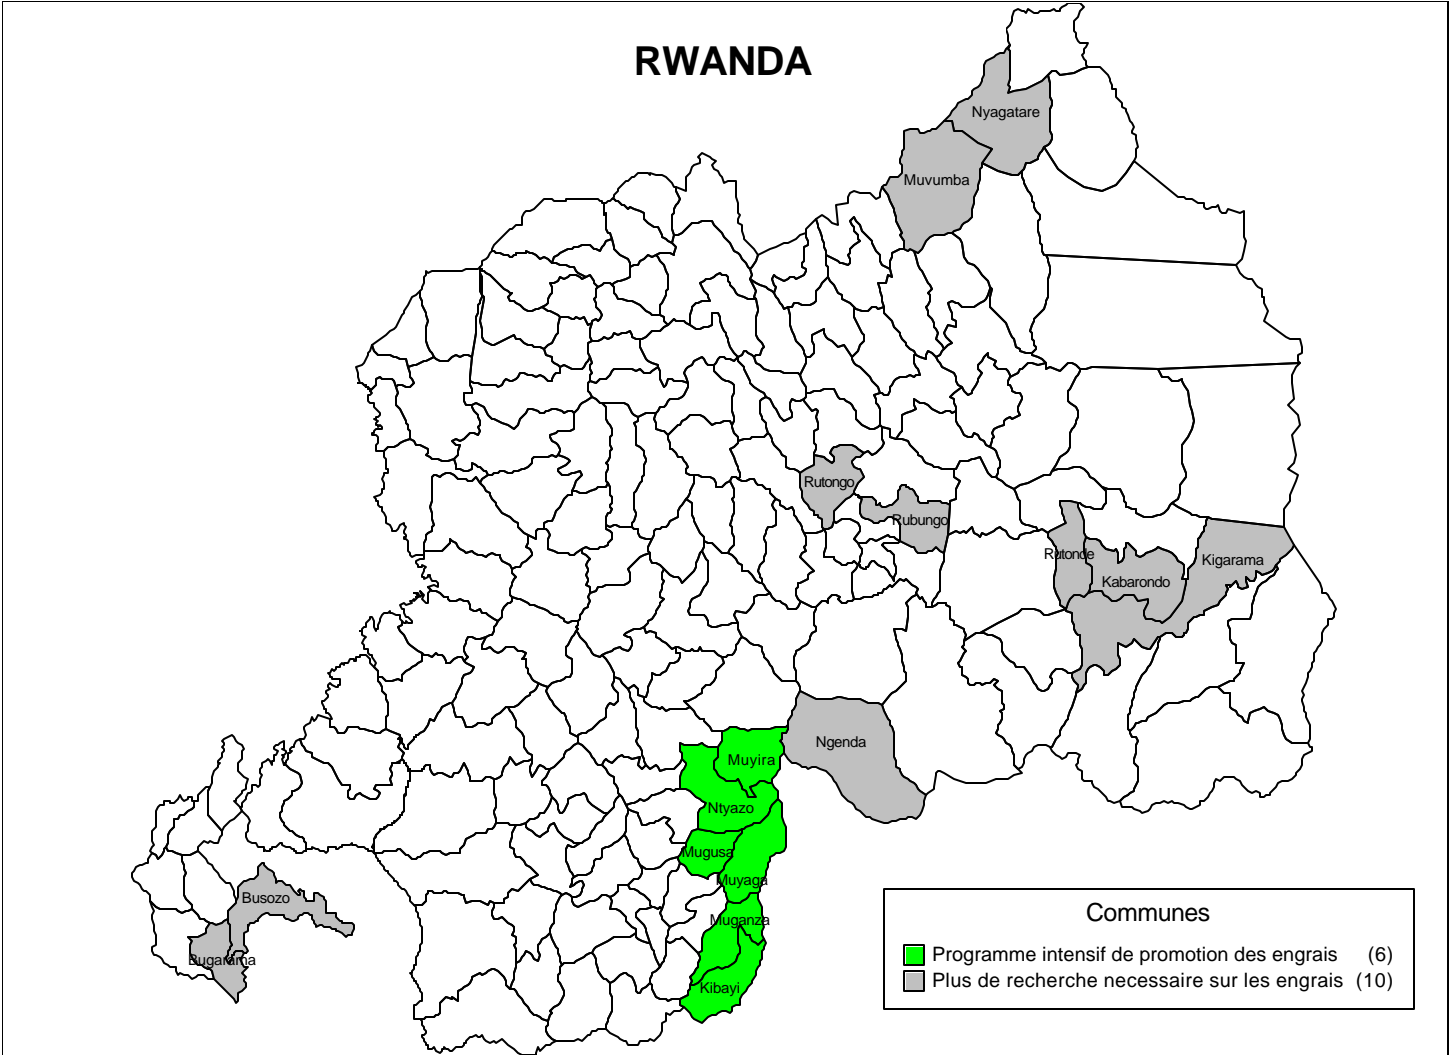 RWANDA
Nyagatare
Muvumba
Rutongo
Rubungo
Rutonde
Kigarama
Kabarondo
Ngenda
Muyira
Ntyazo
Mugusa
Muyaga
Busozo
Muganza
Bugarama
Kibayi
Communes
Programme intensif de promotion des engrais (6)
Plus de recherche necessaire sur les engrais (10)